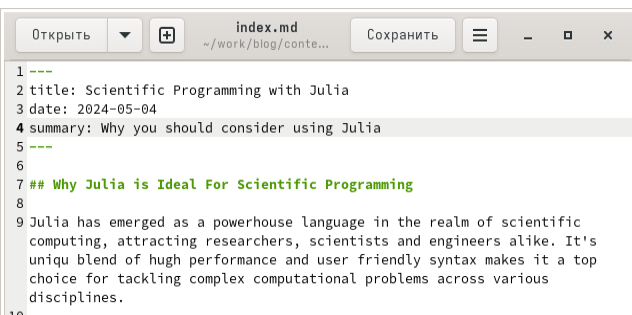 Открыть
index.md
~/work/blog/conte...
Сохранить
1 ---
2 title: Scientific Programming with Julia
3 date: 2024-05-04
4 summary: Why you should consider using Julia
5 ---
6
7 ## Why Julia is Ideal For Scientific Programming
8
9 Julia has emerged as a powerhouse language in the realm of scientific
computing, attracting researchers, scientists and engineers alike. It's
uniqu blend of hugh performance and user friendly syntax makes it a top
choice for tackling complex computational problems across various
disciplines.